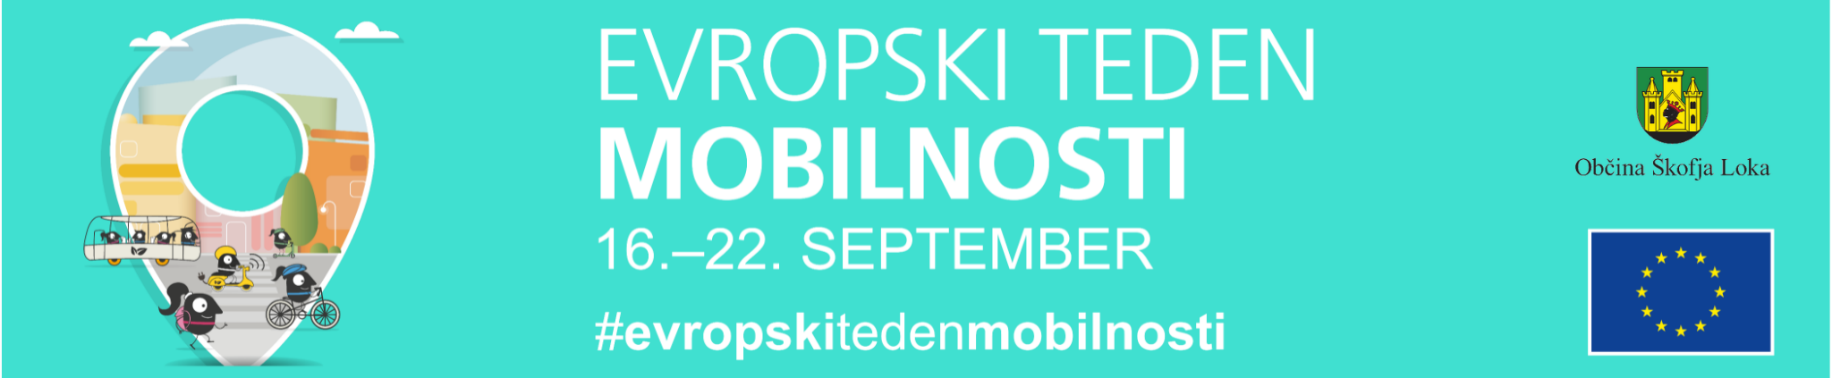 EVROPSKI TEDEN
MOBILNOSTI
16.–22. SEPTEMBER
#evropskitedenmobilnosti
Občina Škofja Loka